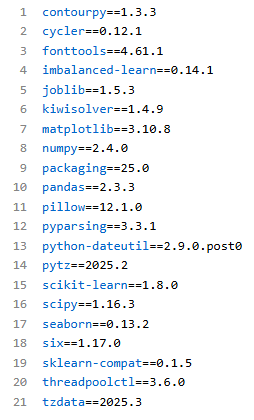 1 contourpy==1.3.3
2 cycler==0.12.1
3 fonttools==4.61.1
4 imbalanced-learn==0.14.1
5 joblib==1.5.3
6 kiwisolver==1.4.9
7 matplotlib==3.10.8
8 numpy==2.4.0
9 packaging==25.0
10 pandas==2.3.3
11 pillow==12.1.0
12 pyparsing==3.3.1
13 python-dateutil==2.9.0.post0
14 pytz==2025.2
15 scikit-learn==1.8.0
16 scipy==1.16.3
17 seaborn==0.13.2
18 six==1.17.0
19 sklearn-compat==0.1.5
20 threadpoolctl==3.6.0
21 tzdata==2025.3